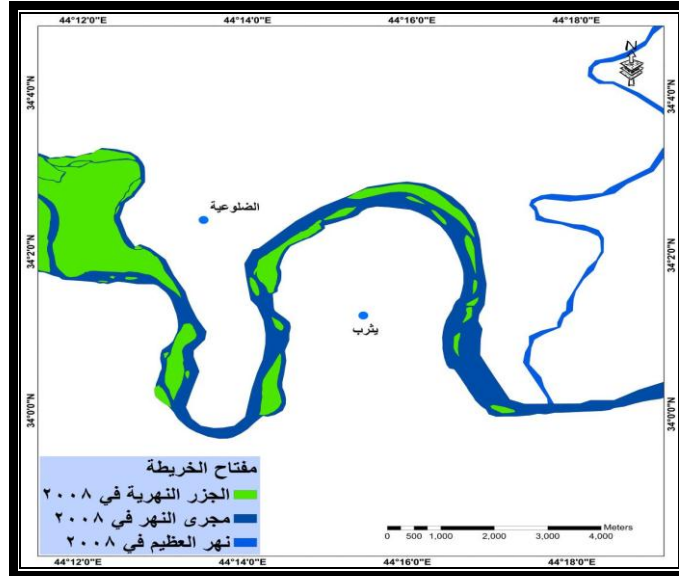 44°12'0"E 44°14'0"E 44°16'0"E 44°18'0"E
N
34°4'0"N 34°4'0"N
الضلوعية
34°2'0"N 34°2'0"N
يثرب
34°0'0"N 34°0'0"N
مفتاح الخريطة
الجزر النهرية في ٢٠٠٨
مجرى النهر في ٢٠٠٨
نهر العظيم في ٢٠٠٨
Meters
0 500 1,000 2,000 3,000 4,000
44°12'0"E 44°14'0"E 44°16'0"E 44°18'0"E